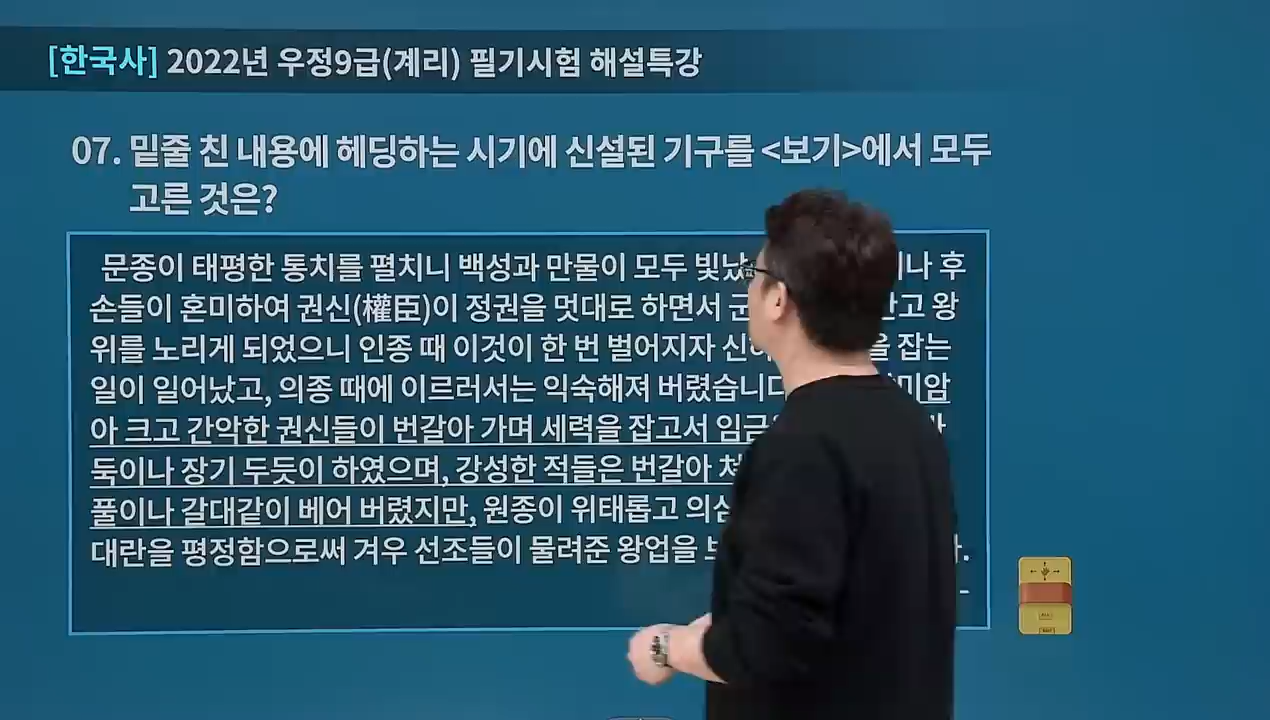 [한국사] 2022년 우정9급(계리) 필기시험 해설특강
07. 밑줄 친 내용에 헤딩하는 시기에 신설된 기구를 <보기>에서 모두
고른 것은?
문종이 태평한 통치를 펼치니 백성과 만물이 모두 빛났 나 후
손들이 혼미하여 권신(權臣)이 정권을 멋대로 하면서 고 왕
위를 노리게 되었으니 인종 때 이것이 한 번 벌어지자 잡는
일이 일어났고, 의종 때에 이르러서는 익숙해져 버렸습니다 암
아 크고 간악한 권신들이 번갈아 가며 세력을 잡고서
둑이나 장기 두듯이 하였으며, 강성한 적들은 번갈아
풀이나 갈대같이 베어 버렸지만, 원종이 위태롭고
대란을 평정함으로써 겨우 선조들이 물려준 왕업을